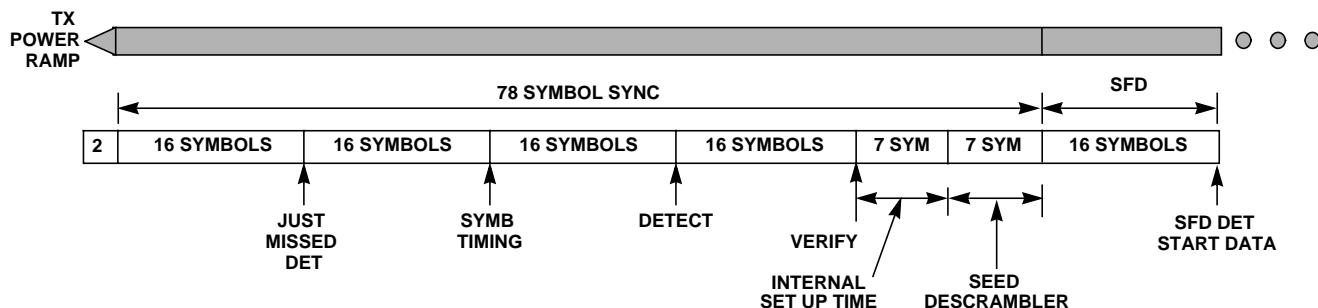 TX
POWER
RAMP
78 SYMBOL SYNC
SFD
2
16 SYMBOLS
16 SYMBOLS
16 SYMBOLS
16 SYMBOLS
7 SYM
7 SYM
16 SYMBOLS
JUST
MISSED
DET
SYMB
TIMING
DETECT
VERIFY
INTERNAL
SET UP TIME
SEED
DESCRAMBLER
SFD DET
START DATA